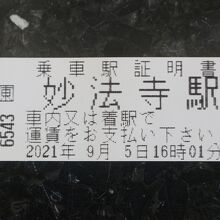 乗車駅証明書
妙法寺駅
車内又は着駅で
運賃をお支払い下さい
2021年 9月 5日16時01分
6543